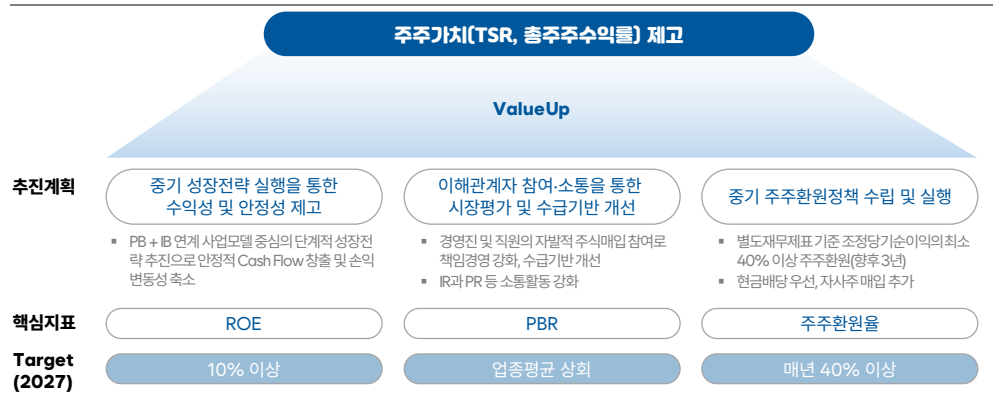 주주가치(TSR, 총주주수익률) 제고
ValueUp
추진계획
중기 성장전략 실행을 통한
수익성 및 안정성 제고
▪ PB + IB 연계 사업모델 중심의 단계적 성장전
략 추진으로 안정적 Cash Flow 창출 및 손익
변동성 축소
이해관계자 참여·소통을 통한
시장평가 및 수급기반 개선
▪ 경영진 및 직원의 자발적 주식매입 참여로
책임경영 강화, 수급기반 개선
▪ IR과 PR 등 소통활동 강화
중기 주주환원정책 수립 및 실행
▪ 별도재무제표 기준 조정당기순이익의 최소
40% 이상 주주환원(향후 3년)
▪ 현금배당 우선, 자사주 매입 추가
핵심지표
ROE
PBR
주주환원율
Target
(2027)
10% 이상
업종평균 상회
매년 40% 이상